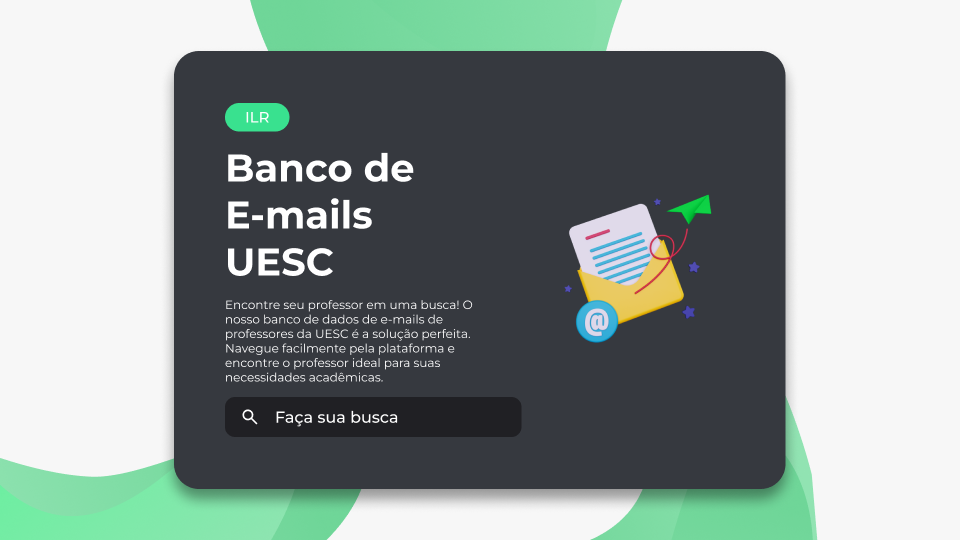 ILR
Banco de
E-mails
UESC
Encontre seu professor em uma busca! O
nosso banco de dados de e-mails de
professores da UESC é a solução perfeita.
Navegue facilmente pela plataforma e
encontre o professor ideal para suas
necessidades acadêmicas.
Faça sua busca
@